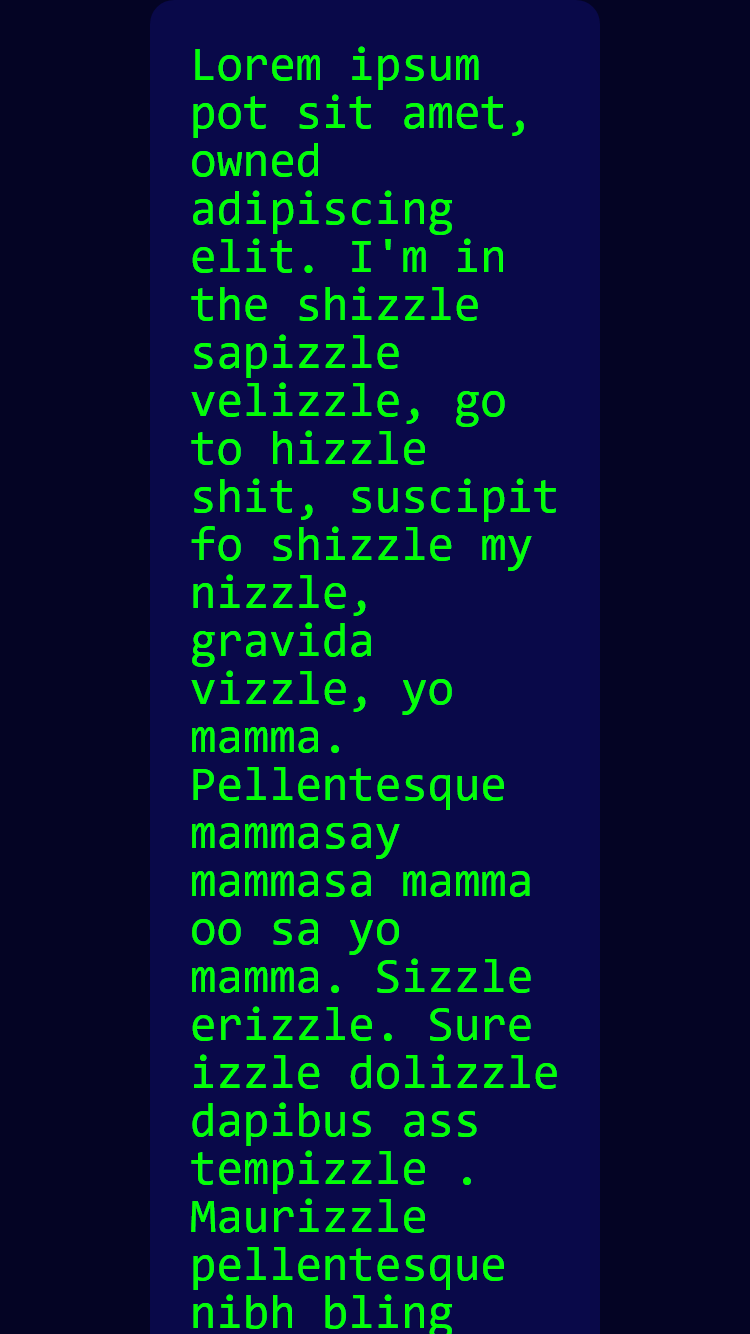 Lorem ipsum
pot sit amet,
owned
adipiscing
elit. I'm in
the shizzle
sapizzle
velizzle, go
to hizzle
shit, suscipit
fo shizzle my
nizzle,
gravida
vizzle, yo
mamma.
Pellentesque
mammasay
mammasa mamma
oo sa yo
mamma. Sizzle
erizzle. Sure
izzle dolizzle
dapibus ass
tempizzle .
Maurizzle
pellentesque
nibh bling